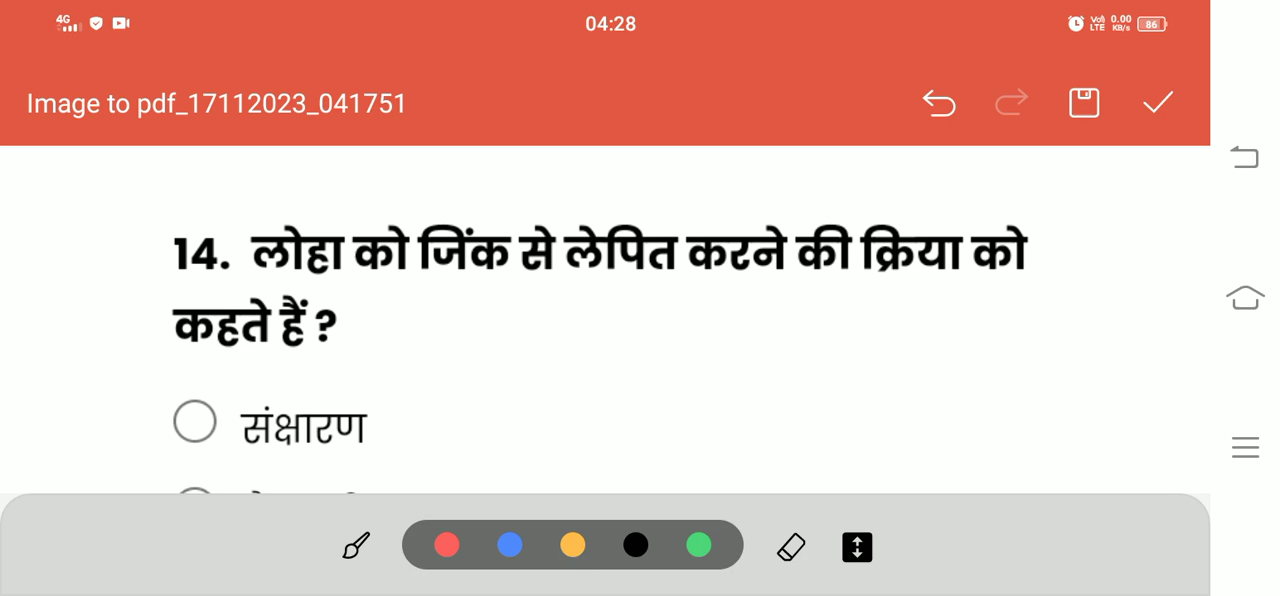 4G 04:28 Vo) LTE 0.00 KB/s 86
Image to pdf_17112023_041751
14. लोहा को जिंक से लेपित करने की क्रिया को
कहते हैं ?
संक्षारण